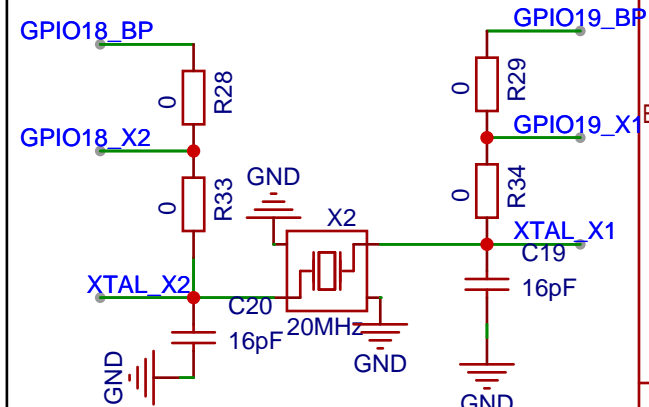 GPIO18_BP
GPIO19_BP
0
R28
0
R29
GPIO18_X2
GPIO19_X1
0
R33
GND
0
R34
X2
XTAL_X1
C19
16pF
XTAL_X2
C20
16pF
20MHz
GND
GND
GND